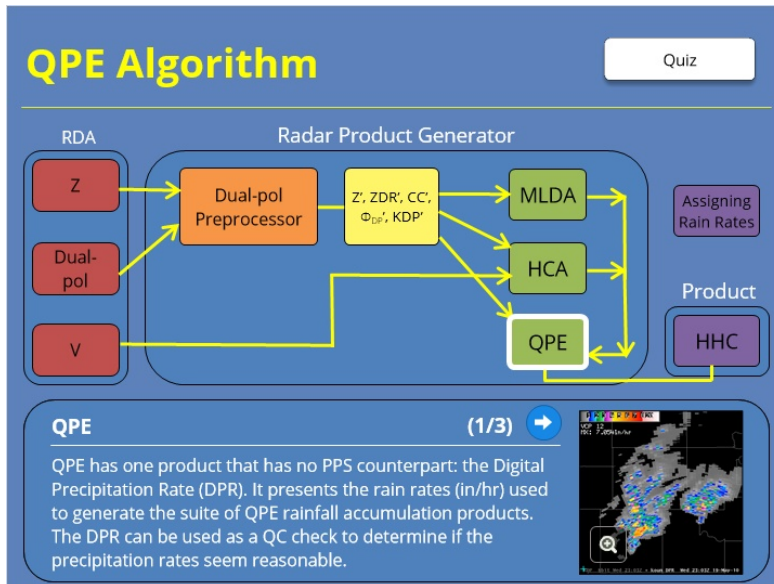 QPE Algorithm
Quiz
RDA
Radar Product Generator
Z
Dual-pol
Preprocessor
Z', ZDR', CC',
ΦDP', KDP'
MLDA
Assigning
Rain Rates
Dual-
pol
HCA
Product
V
QPE
HHC
QPE
(1/3)
QPE has one product that has no PPS counterpart: the Digital
Precipitation Rate (DPR). It presents the rain rates (in/hr) used
to generate the suite of QPE rainfall accumulation products.
The DPR can be used as a QC check to determine if the
precipitation rates seem reasonable.
VCP 12